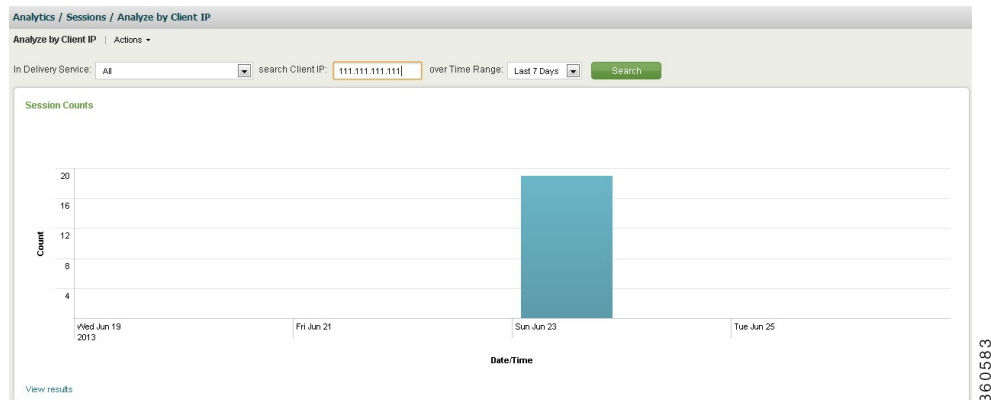 Analytics / Sessions / Analyze by Client IP
Analyze by Client IP | Actions
In Delivery Service: All search Client IP: 111.111.111.111 over Time Range: Last 7 Days Search
Session Counts
20
16
12
8
4
Count
Wed Jun 19 Fri Jun 21 Sun Jun 23 Tue Jun 25
2013
Date/Time
View results
360583